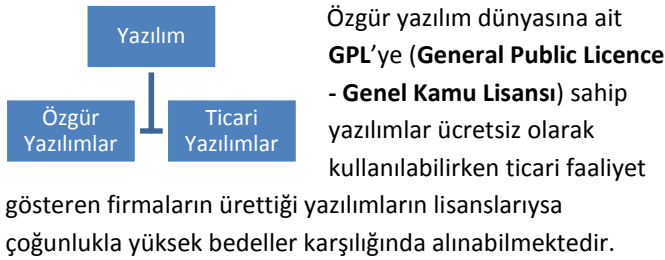 Yazılım
Özgür
Yazılımlar
Ticari
Yazılımlar
Özgür yazılım dünyasına ait
GPL’ye (General Public Licence
- Genel Kamu Lisansı) sahip
yazılımlar ücretsiz olarak
kullanılabilirken ticari faaliyet
gösteren firmaların ürettiği yazılımların lisanslarıysa
çoğunlukla yüksek bedeller karşılığında alınabilmektedir.